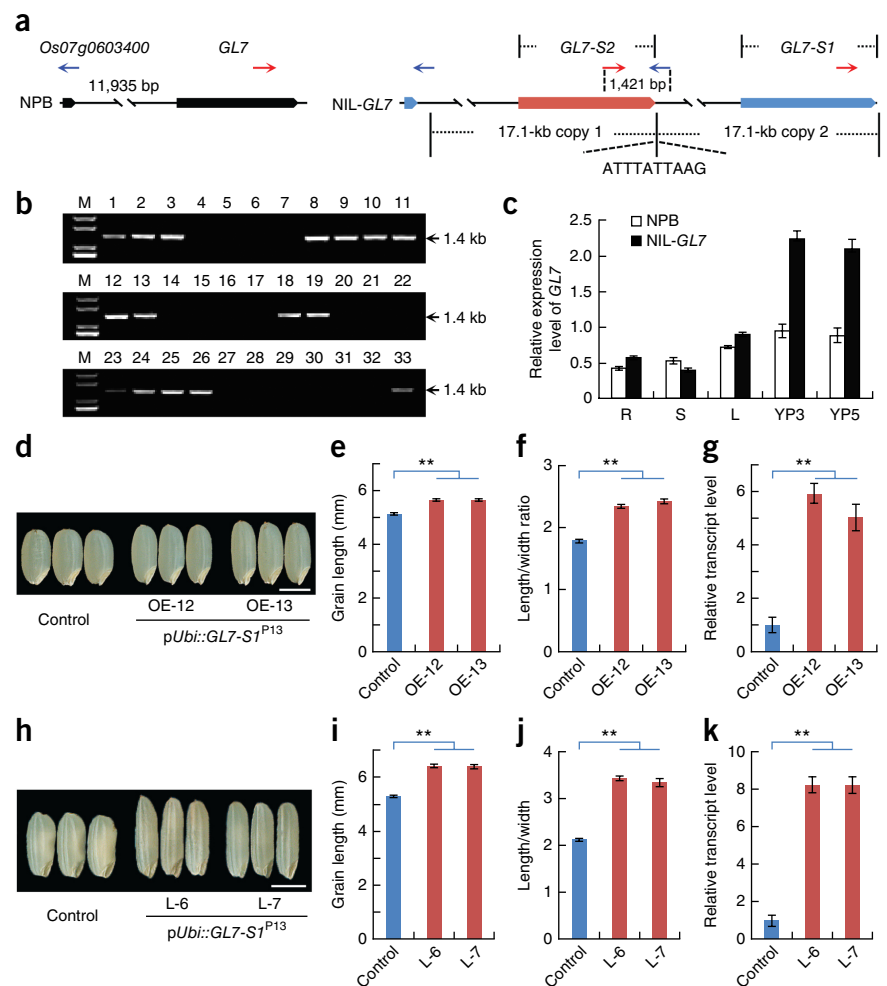 a
Os07g0603400 GL7 GL7-S2 GL7-S1
11,935 bp 1,421 bp
NPB NIL-GL7
17.1-kb copy 1 17.1-kb copy 2
ATTTATTAAG
b
M 1 2 3 4 5 6 7 8 9 10 11
1.4 kb
M 12 13 14 15 16 17 18 19 20 21 22
1.4 kb
M 23 24 25 26 27 28 29 30 31 32 33
1.4 kb
c
Relative expression
level of GL7
2.5
2.0
1.5
1.0
0.5
0
NPB
NIL-GL7
R S L YP3 YP5
d
Control
OE-12 OE-13
pUbi::GL7-S1P13
e
Grain length (mm)
6
4
2
0
**
Control OE-12 OE-13
f
Length/width ratio
3
2
1
0
**
Control OE-12 OE-13
g
Relative transcript level
6
4
2
0
**
Control OE-12 OE-13
h
Control
L-6 L-7
pUbi::GL7-S1P13
i
Grain length (mm)
6
4
2
0
**
Control L-6 L-7
j
Length/width
4
3
2
1
0
**
Control L-6 L-7
k
Relative transcript level
10
8
6
4
2
0
**
Control L-6 L-7